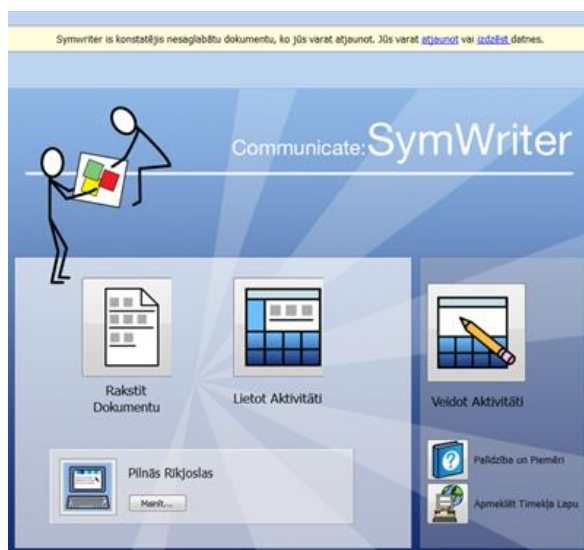 Symwriter is konstatējis nesaglabātu dokumentu, ko jūs varat atjaunot. Jūs varat atjaunot vai izdzēst datnes.
Communicate: SymWriter
Rakstīt
Dokumentu
Lietot Aktivitāti
Veidot Aktivitāti
Pilnās Rīkjoslas
Mainīt...
Palīdzība un Piemēri
Apmeklēt Timekļa Lapu